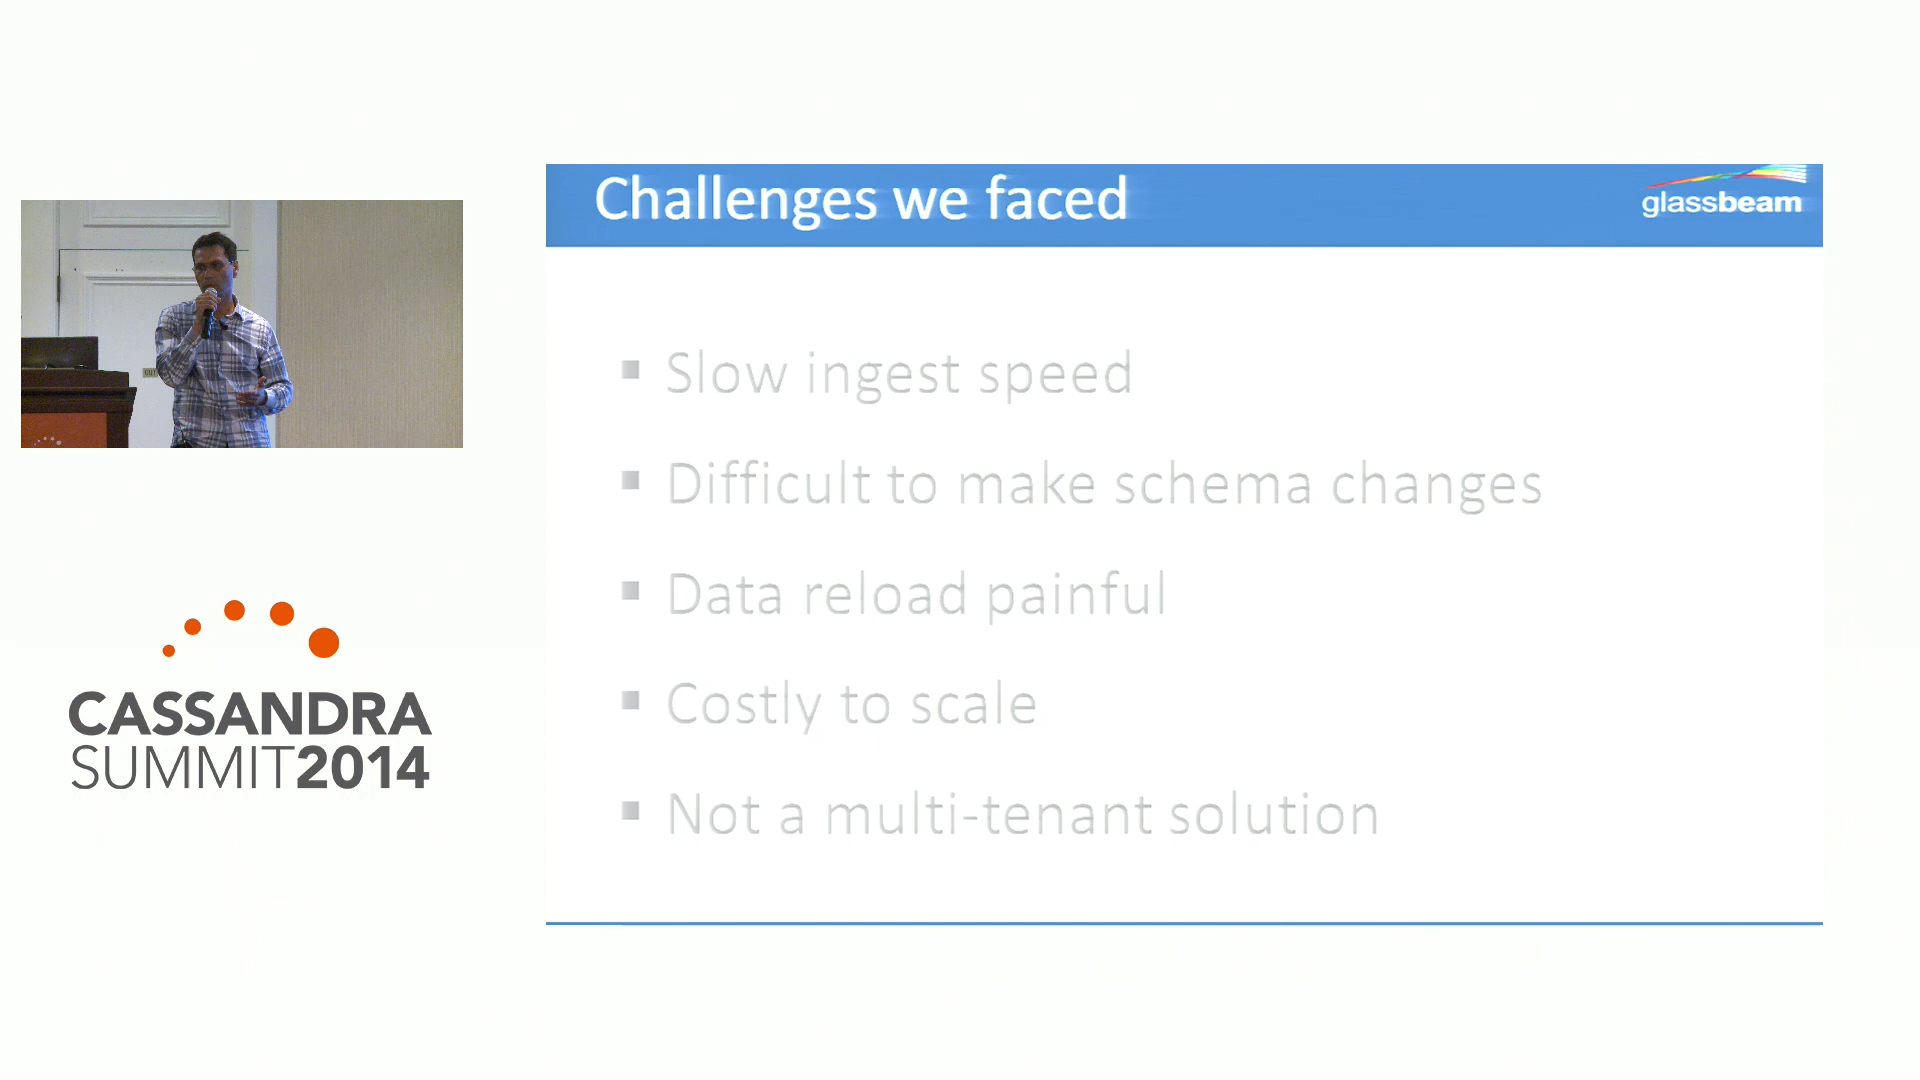 Challenges we faced
glassbeam
Slow ingest speed
Difficult to make schema changes
Data reload painful
Costly to scale
Not a multi-tenant solution
CASSANDRA
SUMMIT2014